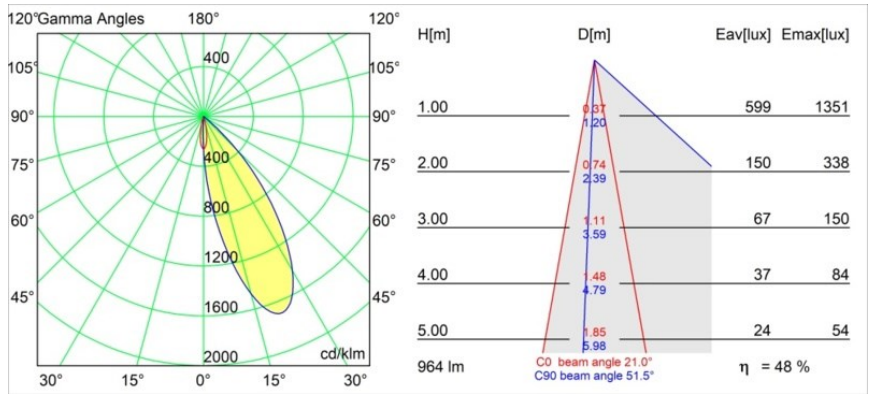 120° Gamma Angles 180° 120°
400
105° 105°
90° 90°
400
75° 75°
800
60° 60°
1200
45° 45°
1600
2000 cd/klm
30° 15° 0° 15° 30°
H[m] D[m] Eav[lux] Emax[lux]
1.00 0.37 599 1351
1.20
2.00 0.74 150 338
2.39
3.00 1.11 67 150
3.59
4.00 1.48 37 84
4.79
5.00 1.85 24 54
5.98
964 lm C0 beam angle 21.0° η = 48 %
C90 beam angle 51.5°